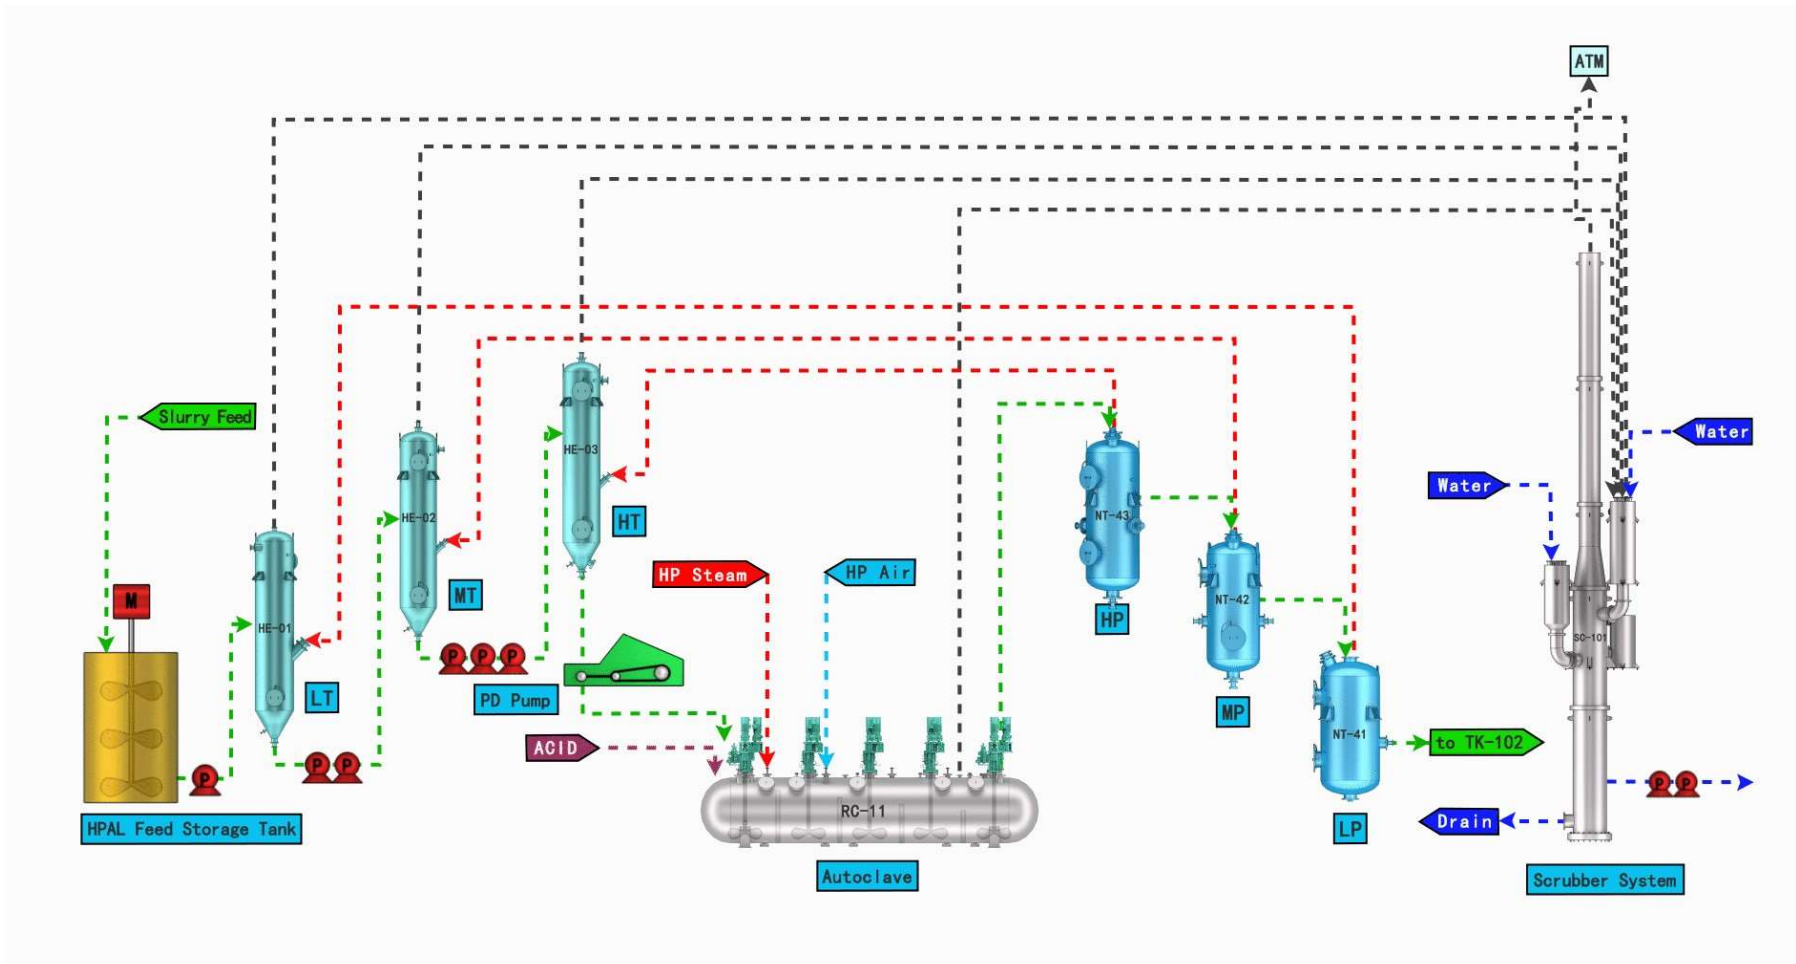 ATM
Slurry Feed
Water
HE-03
HE-02
Water
NT-43
HT
HP Steam
HP Air
MT
M
HE-01
NT-42
HP
SC-101
P P P
LT
PD Pump
MP
NT-41
ACID
to TK-102
P
P P
P P
RC-11
Drain
HPAL Feed Storage Tank
LP
Autoclave
Scrubber System